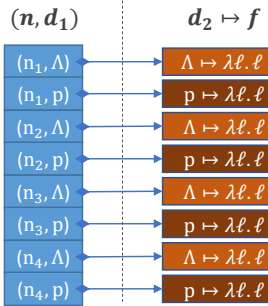 (n, d₁) d₂ ↦ f
(n₁, Λ) Λ ↦ λℓ. ℓ
(n₁, p) p ↦ λℓ. ℓ
(n₂, Λ) Λ ↦ λℓ. ℓ
(n₂, p) p ↦ λℓ. ℓ
(n₃, Λ) Λ ↦ λℓ. ℓ
(n₃, p) p ↦ λℓ. ℓ
(n₄, Λ) Λ ↦ λℓ. ℓ
(n₄, p) p ↦ λℓ. ℓ